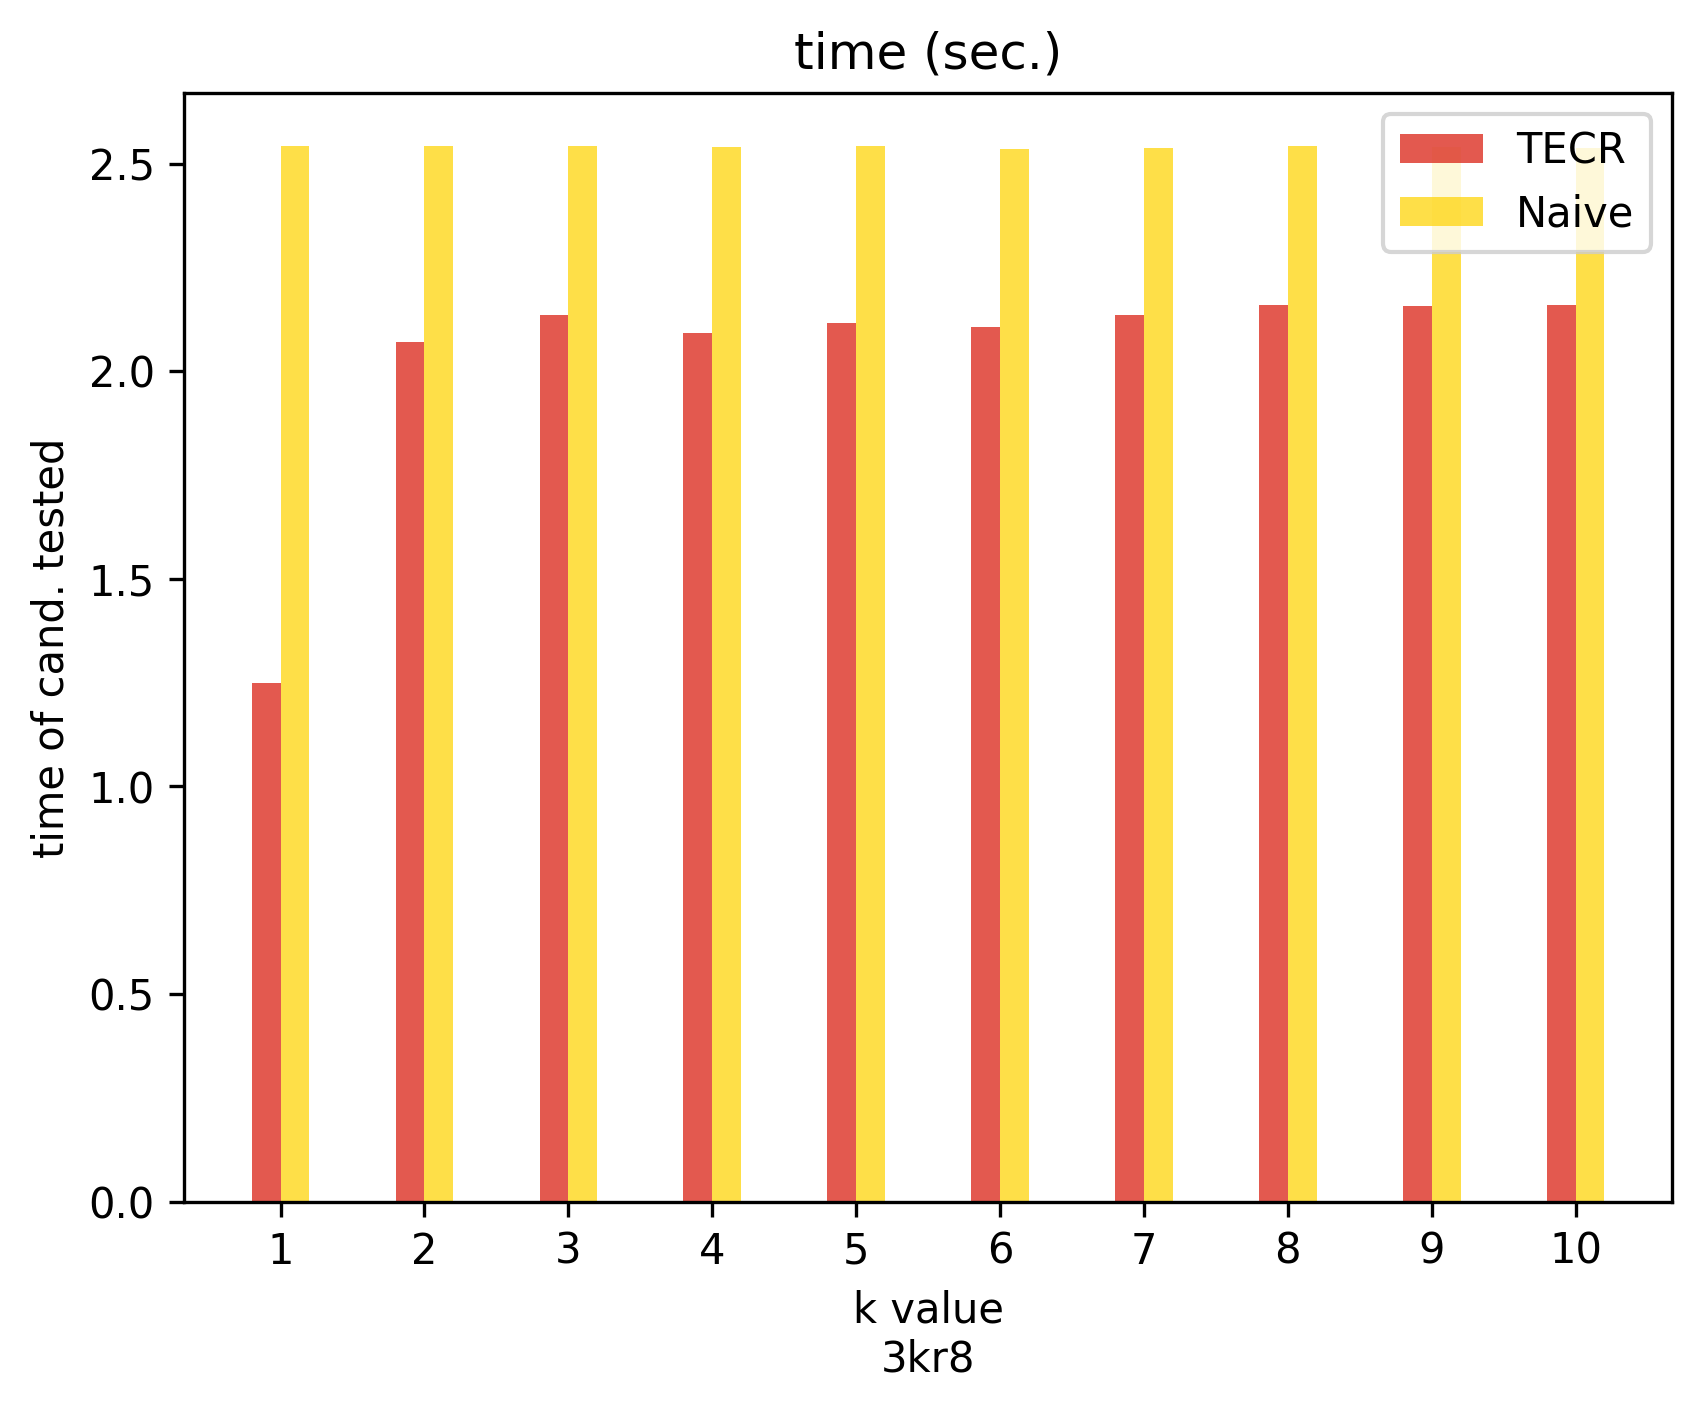 time (sec.)
TECR
Naive
time of cand. tested
2.5
2.0
1.5
1.0
0.5
0.0
1 2 3 4 5 6 7 8 9 10
k value
3kr8